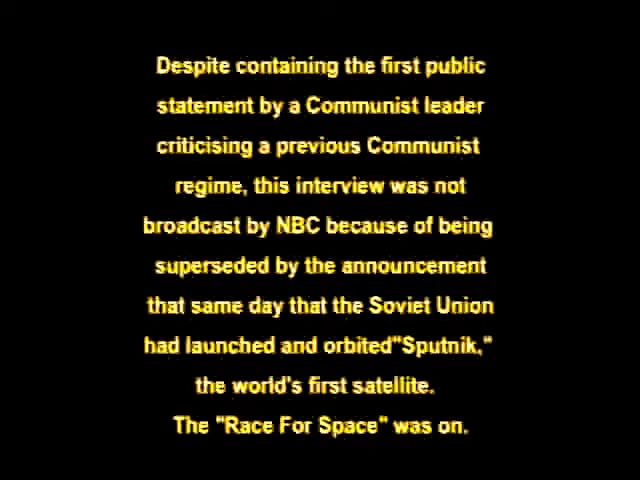 Despite containing the first public
statement by a Communist leader
criticising a previous Communist
regime, this interview was not
broadcast by NBC because of being
superseded by the announcement
that same day that the Soviet Union
had launched and orbited"Sputnik,"
the world's first satellite.
The "Race For Space" was on.